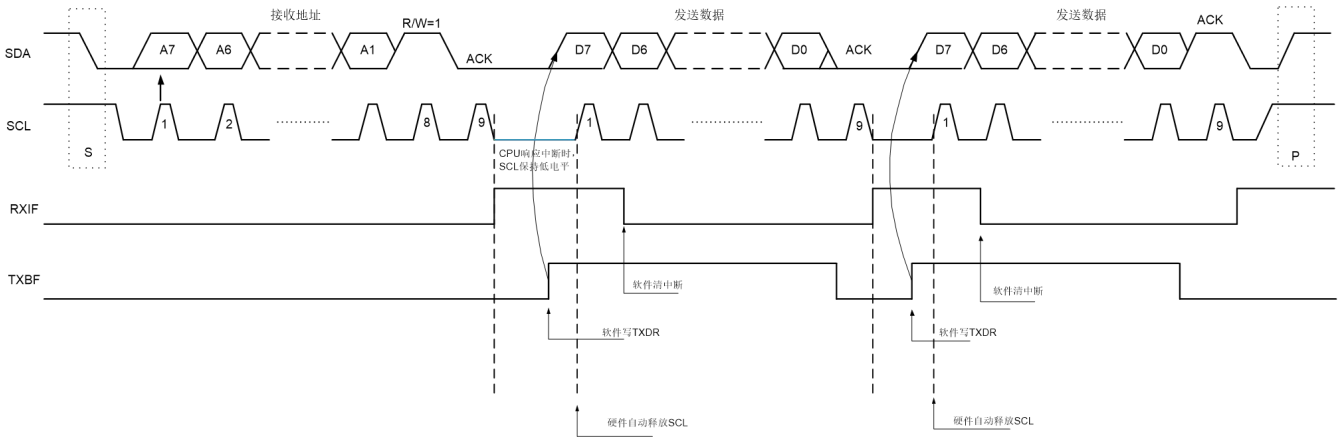 接收地址
R/W=1
发送数据
发送数据
ACK
SDA
A7
A6
A1
ACK
D7
D6
D0
ACK
D7
D6
D0
SCL
1
2
8
9
1
9
1
9
S
CPU响应中断时，
SCL保持低电平
P
RXIF
TXBF
软件清中断
软件清中断
软件写TXDR
软件写TXDR
硬件自动释放SCL
硬件自动释放SCL